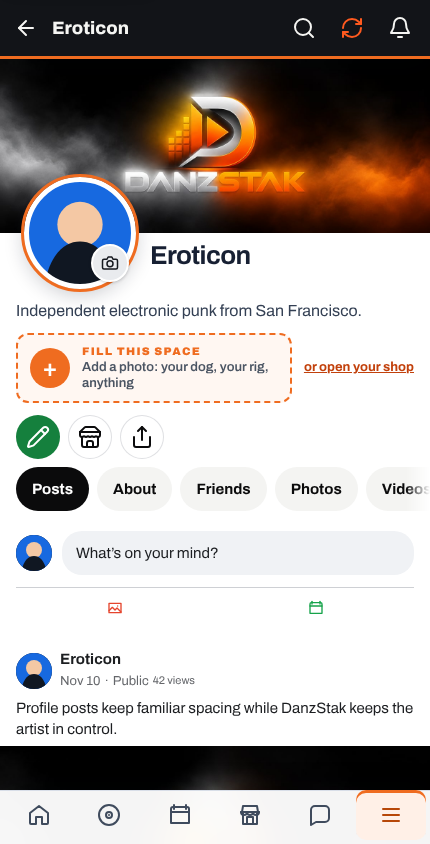 Eroticon
DANZSTAK
Eroticon
Independent electronic punk from San Francisco.
FILL THIS SPACE
Add a photo: your dog, your rig,
anything
or open your shop
Posts About Friends Photos Videos
What's on your mind?
Eroticon
Nov 10 · Public 42 views
Profile posts keep familiar spacing while DanzStak keeps the
artist in control.